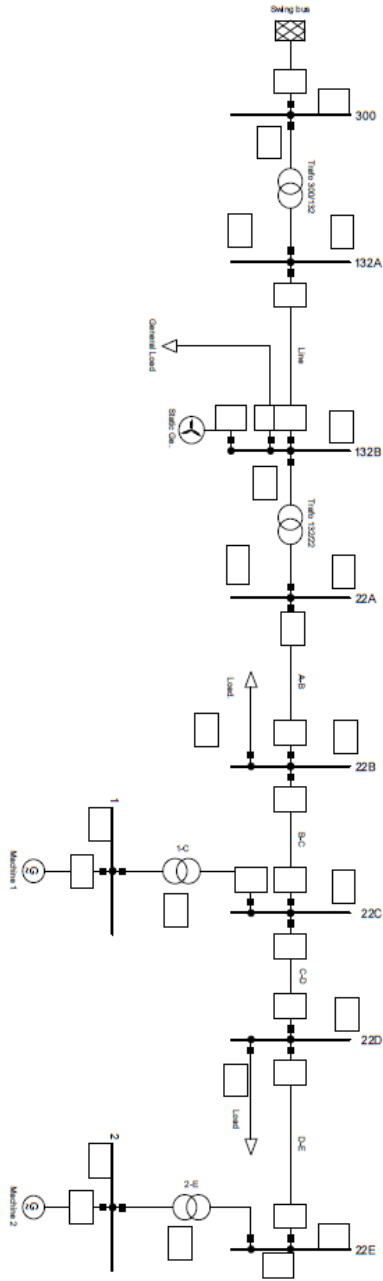 Swing bus
300
Trafo 300/132
132A
Line
General Load
Static Ge..
132B
Trafo 132/22
22A
A-B
Load
22B
B-C
1
1-C
Machine 1
G
22C
C-D
22D
Load
D-E
2
2-E
Machine 2
G
22E